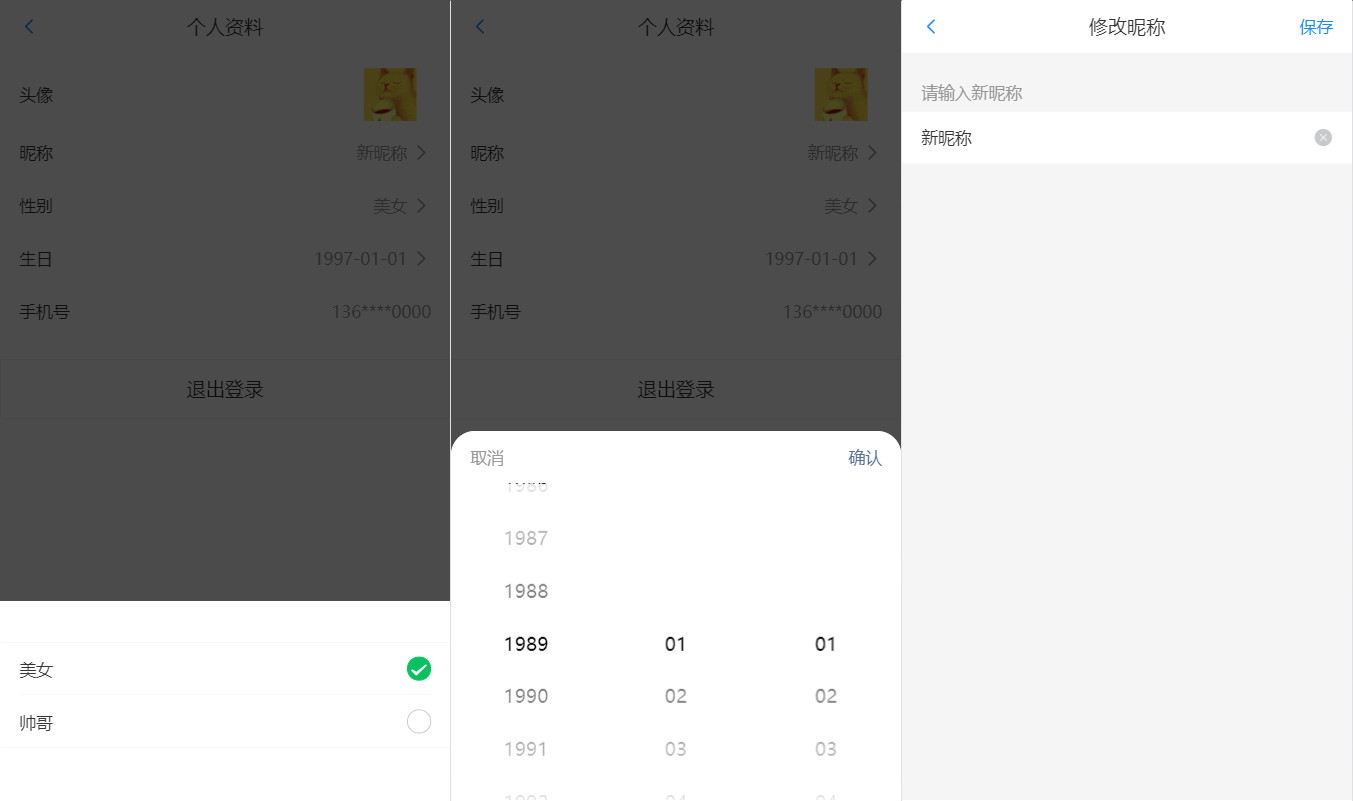 个人资料
头像
昵称 新昵称
性别 美女
生日 1997-01-01
手机号 136****0000
退出登录
美女
帅哥
个人资料
头像
昵称 新昵称
性别 美女
生日 1997-01-01
手机号 136****0000
退出登录
取消 确认
1986
1987
1988
1989 01 01
1990 02 02
1991 03 03
修改昵称 保存
请输入新昵称
新昵称